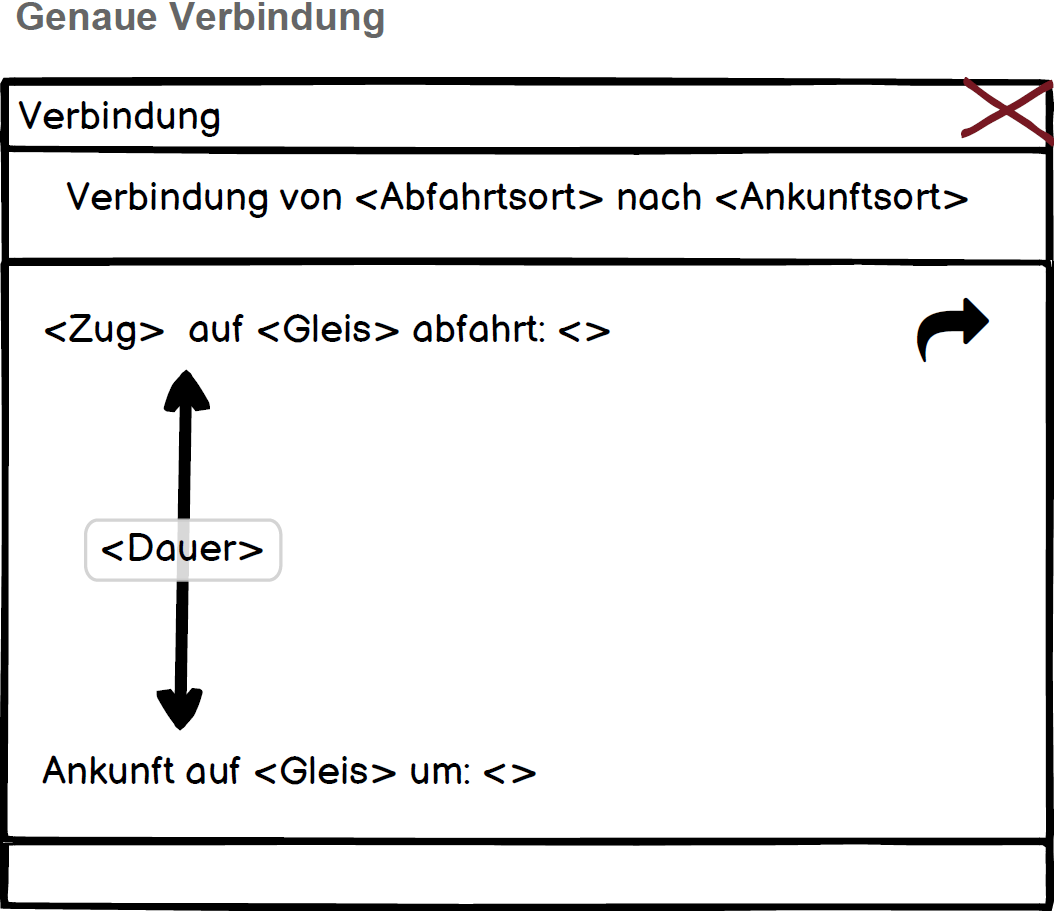 Genaue Verbindung
Verbindung
Verbindung von <Abfahrtsort> nach <Ankunftsort>
<Zug> auf <Gleis> abfahrt: <>
<Dauer>
Ankunft auf <Gleis> um: <>